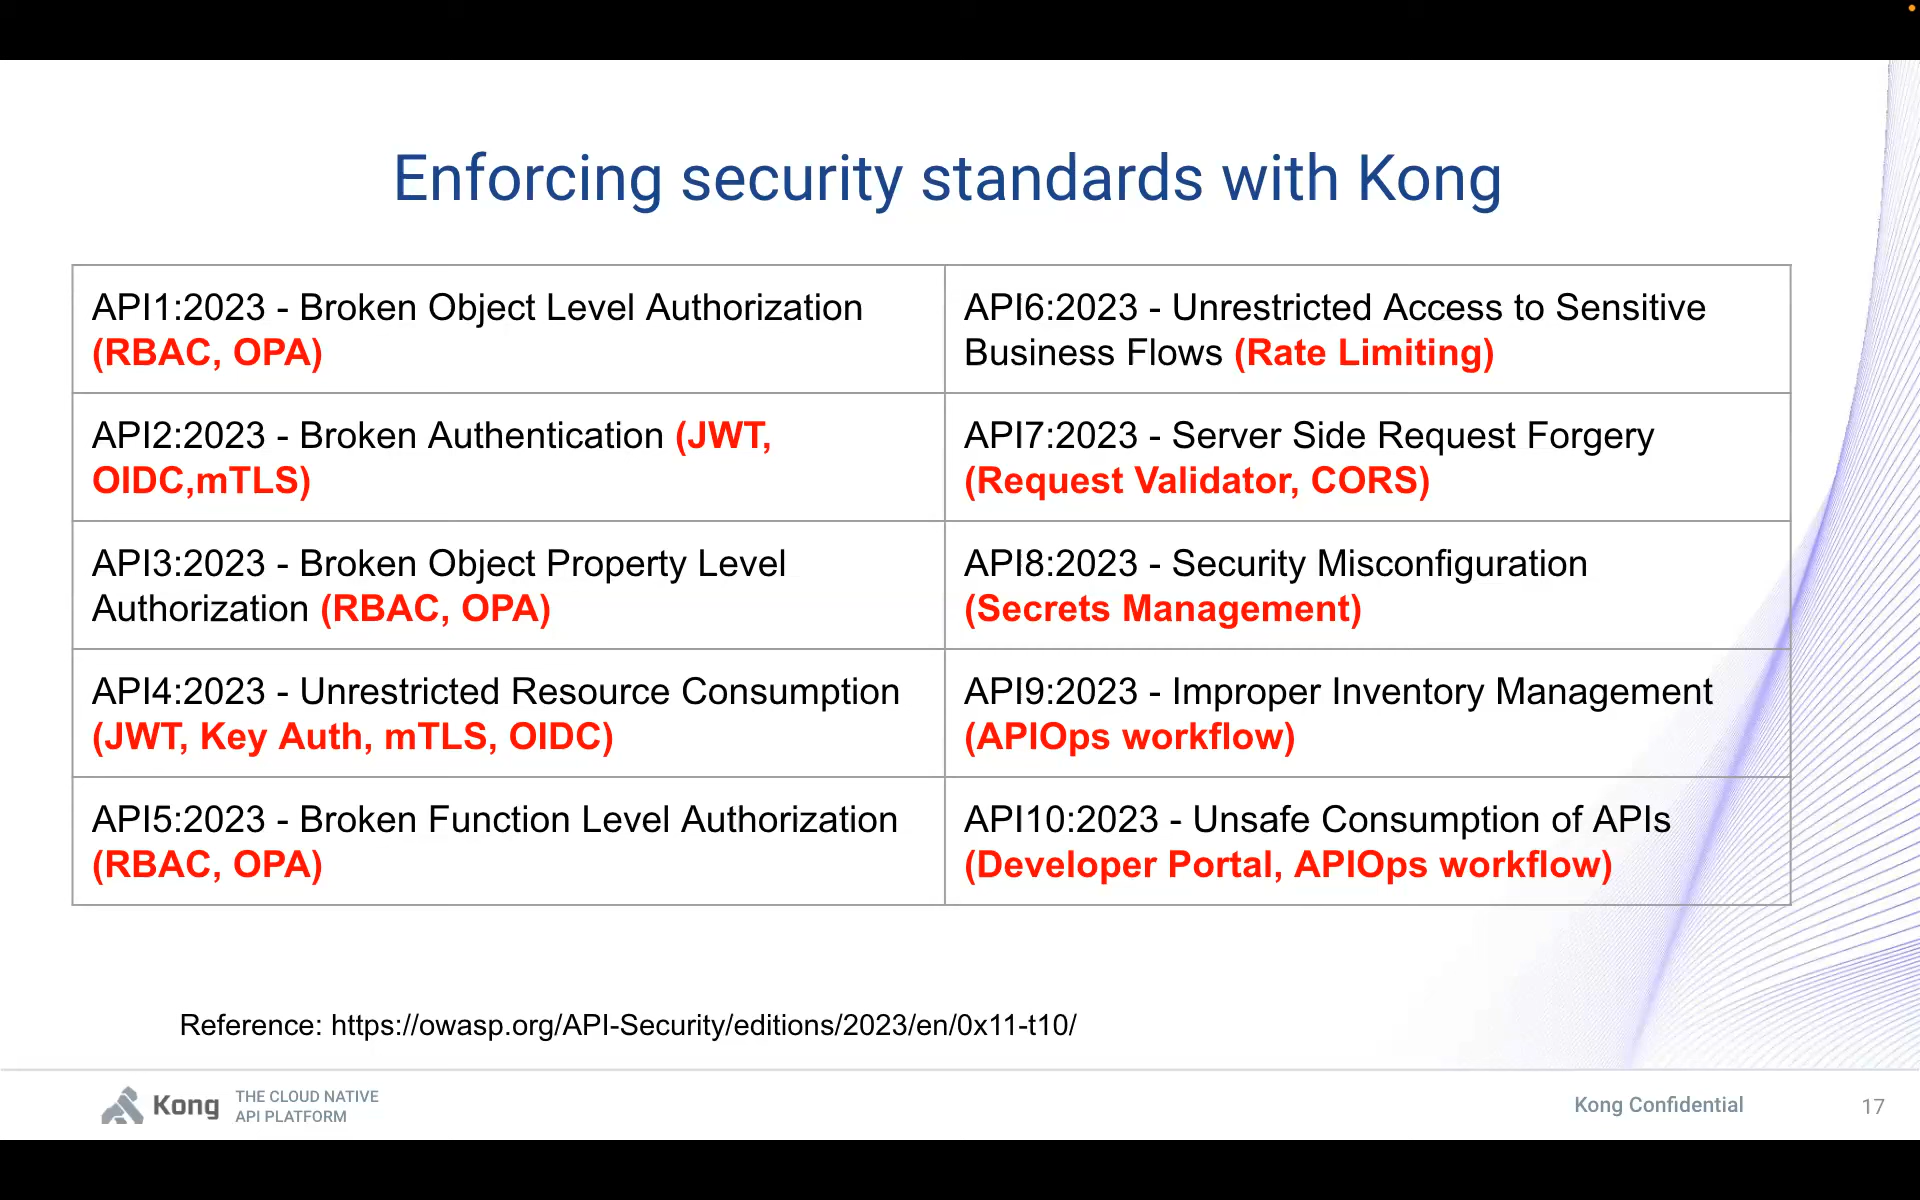 Enforcing security standards with Kong
API1:2023 - Broken Object Level Authorization
(RBAC, OPA)
API6:2023 - Unrestricted Access to Sensitive
Business Flows (Rate Limiting)
API2:2023 - Broken Authentication (JWT,
OIDC,mTLS)
API7:2023 - Server Side Request Forgery
(Request Validator, CORS)
API3:2023 - Broken Object Property Level
Authorization (RBAC, OPA)
API8:2023 - Security Misconfiguration
(Secrets Management)
API4:2023 - Unrestricted Resource Consumption
(JWT, Key Auth, mTLS, OIDC)
API9:2023 - Improper Inventory Management
(APIOps workflow)
API5:2023 - Broken Function Level Authorization
(RBAC, OPA)
API10:2023 - Unsafe Consumption of APIs
(Developer Portal, APIOps workflow)
Reference: https://owasp.org/API-Security/editions/2023/en/0x11-t10/
Kong
THE CLOUD NATIVE
API PLATFORM
Kong Confidential
17